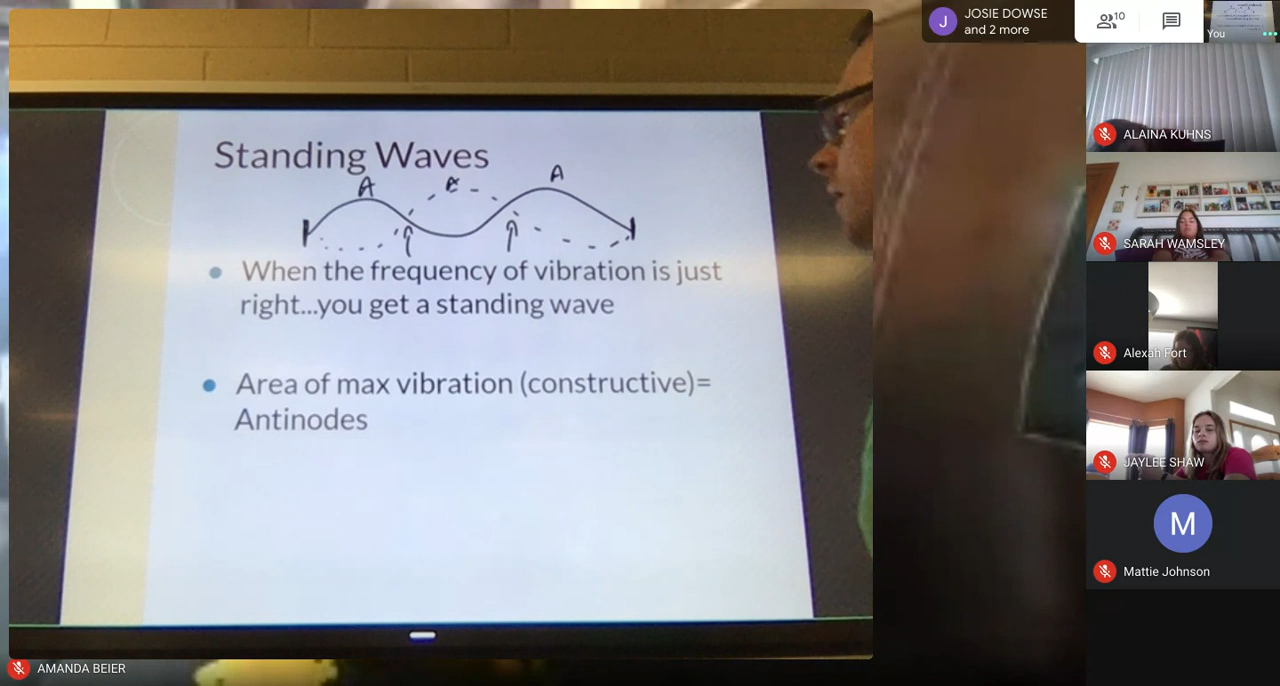 JOSIE DOWSE
and 2 more
10
You
ALAINA KUHNS
SARAH WAMSLEY
Alexah Fort
JAYLEE SHAW
M
Mattie Johnson
AMANDA BEIER
J
Standing Waves
A A A
When the frequency of vibration is just
right...you get a standing wave
Area of max vibration (constructive)=
Antinodes